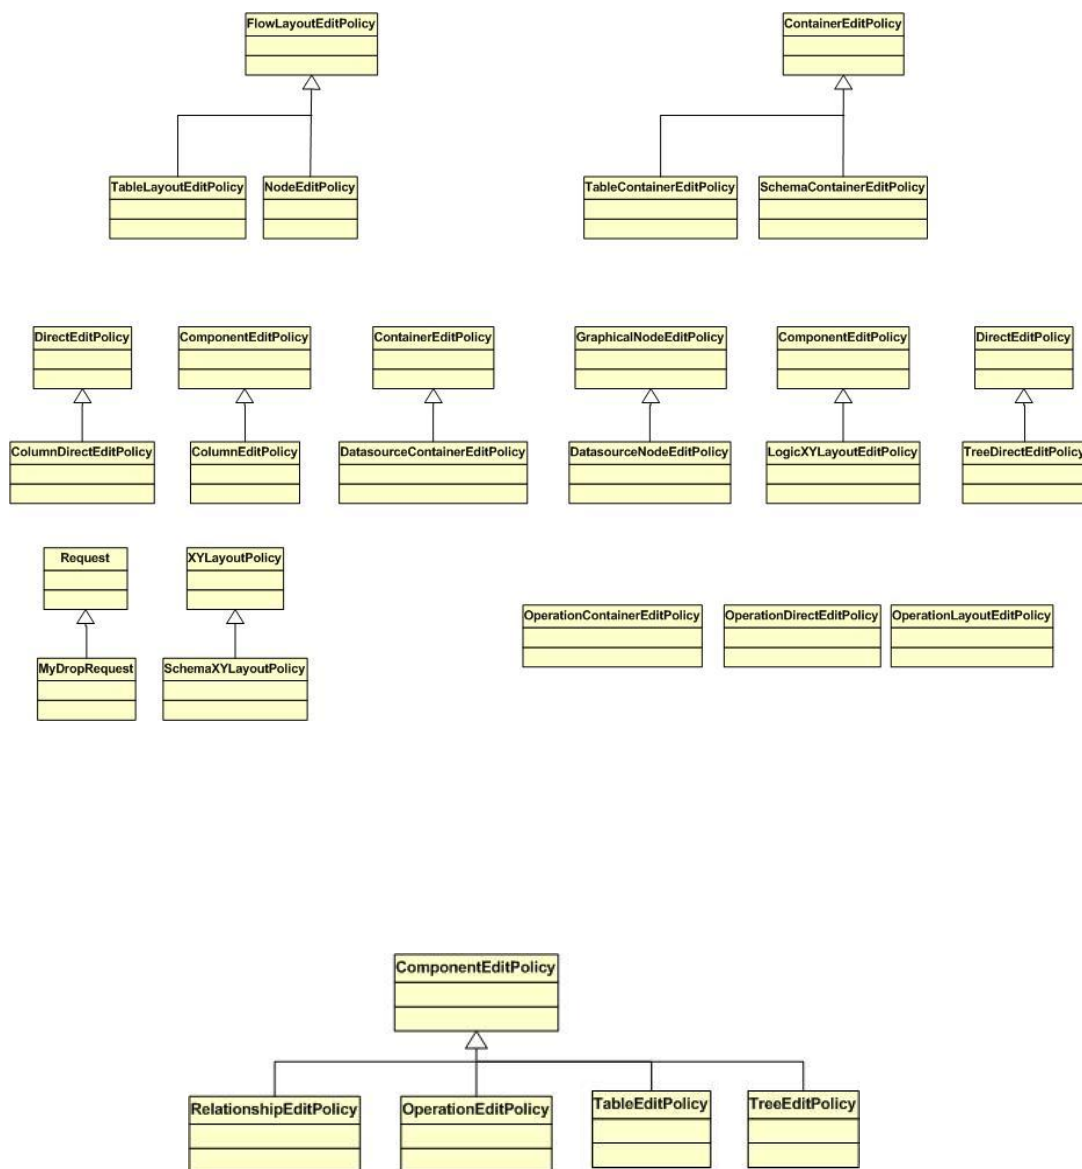 FlowLayoutEditPolicy
ContainerEditPolicy
TableLayoutEditPolicy
NodeEditPolicy
TableContainerEditPolicy
SchemaContainerEditPolicy
DirectEditPolicy
ComponentEditPolicy
ContainerEditPolicy
GraphicalNodeEditPolicy
ComponentEditPolicy
DirectEditPolicy
ColumnDirectEditPolicy
ColumnEditPolicy
DatasourceContainerEditPolicy
DatasourceNodeEditPolicy
LogicXYLayoutEditPolicy
TreeDirectEditPolicy
Request
XYLayoutPolicy
OperationContainerEditPolicy
OperationDirectEditPolicy
OperationLayoutEditPolicy
MyDropRequest
SchemaXYLayoutPolicy
ComponentEditPolicy
RelationshipEditPolicy
OperationEditPolicy
TableEditPolicy
TreeEditPolicy